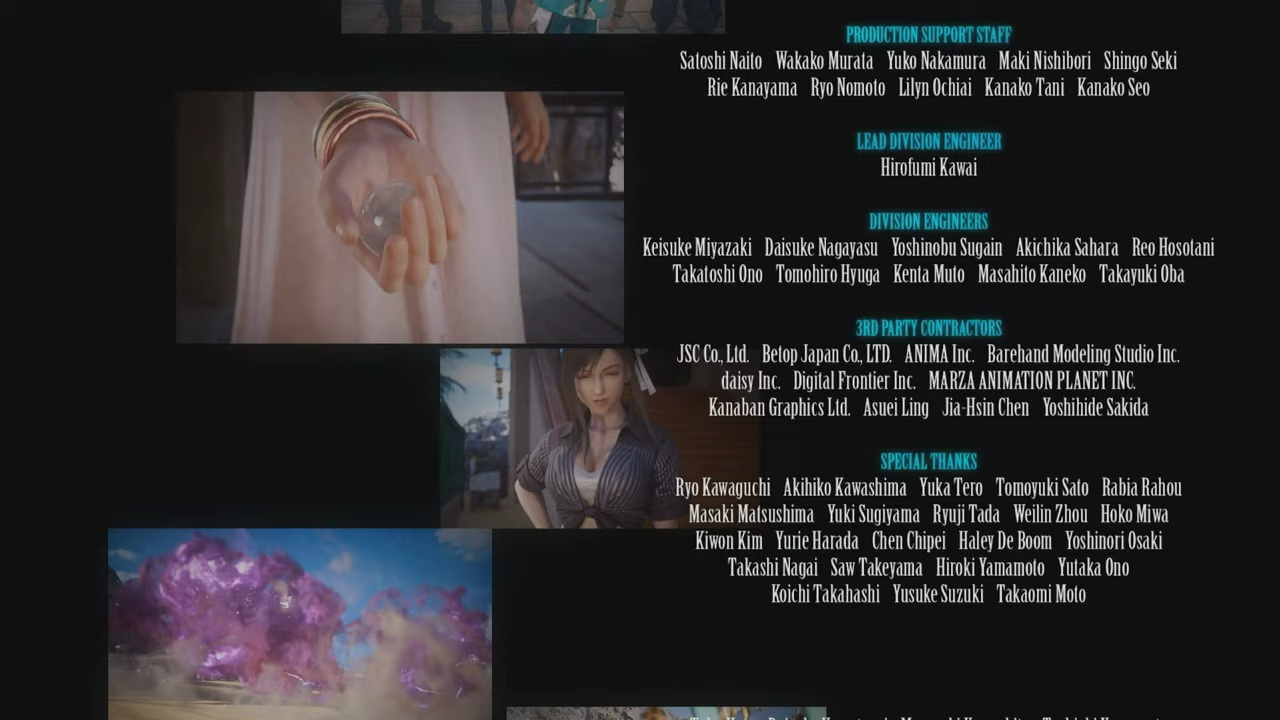 PRODUCTION SUPPORT STAFF
Satoshi Naito Wakako Murata Yuko Nakamura Maki Nishibori Shingo Seki
Rie Kanayama Ryo Nomoto Lilyn Ochiai Kanako Tani Kanako Seo
LEAD DIVISION ENGINEER
Hirofumi Kawai
DIVISION ENGINEERS
Keisuke Miyazaki Daisuke Nagayasu Yoshinobu Sugain Akichika Sahara Reo Hosotani
Takatoshi Ono Tomohiro Hyuga Kenta Muto Masahito Kaneko Takayuki Oba
3RD PARTY CONTRACTORS
JSC Co., Ltd. Betop Japan Co., LTD. ANIMA Inc. Barehand Modeling Studio Inc.
daisy Inc. Digital Frontier Inc. MARZA ANIMATION PLANET INC.
Kanaban Graphics Ltd. Asuei Ling Jia-Hsin Chen Yoshihide Sakida
SPECIAL THANKS
Ryo Kawaguchi Akihiko Kawashima Yuka Tero Tomoyuki Sato Rabia Rahou
Masaki Matsushima Yuki Sugiyama Ryuji Tada Weilin Zhou Hoko Miwa
Kiwon Kim Yurie Harada Chen Chipei Haley De Boom Yoshinori Osaki
Takashi Nagai Saw Takeyama Hiroki Yamamoto Yutaka Ono
Koichi Takahashi Yusuke Suzuki Takaomi Moto